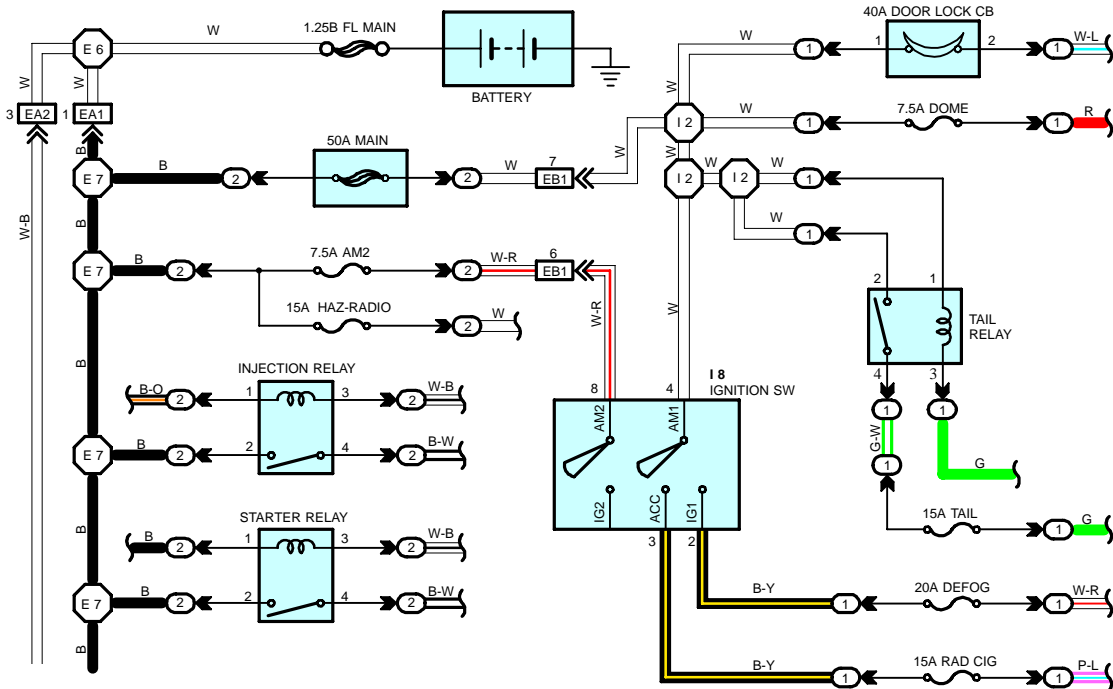 40A DOOR LOCK CB
1.25B FL MAIN
W
E 6
W
1
1
2
1
W-L
BATTERY
W
W
W
3
EA2
1
EA1
7.5A DOME
W
I 2
1
1
R
B
50A MAIN
7
W
W
E 7
B
2
2
W
EB1
I 2
W
I 2
W
1
W
1
W-B
B
7.5A AM2
W-R
6
E 7
B
2
2
EB1
2
1
15A HAZ-RADIO
W
2
W-R
W
TAIL
RELAY
B
INJECTION RELAY
I 8
IGNITION SW
4
3
B-O
2
1
3
2
W-B
8
4
1
1
AM2
AM1
G-W
E 7
B
2
2
4
2
B-W
1
G
IG2
ACC
IG1
STARTER RELAY
15A TAIL
1
G
B
B
2
1
3
2
W-B
3
2
E 7
B
2
2
4
2
B-W
B-Y
1
20A DEFOG
1
W-R
B
B-Y
1
15A RAD CIG
1
P-L